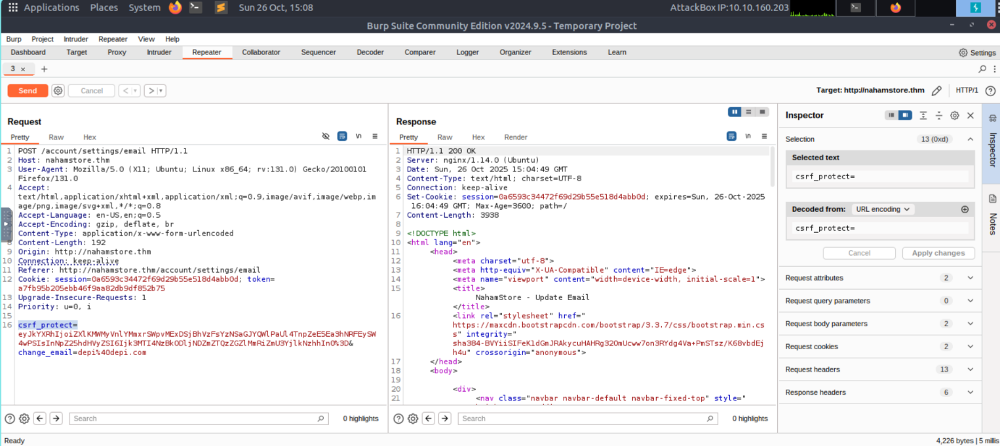 Applications Places System Sun 26 Oct, 15:08 AttackBox IP:10.10.160.203
Burp Suite Community Edition v2024.9.5 - Temporary Project
Burp Project Intruder Repeater View Help
Dashboard Target Proxy Intruder Repeater Collaborator Sequencer Decoder Comparer Logger Organizer Extensions Learn Settings
3 × +
Send Cancel < > Target: http://nahamstore.thm HTTP/1
Request
Pretty Raw Hex \n
1 POST /account/settings/email HTTP/1.1
2 Host: nahamstore.thm
3 User-Agent: Mozilla/5.0 (X11; Ubuntu; Linux x86_64; rv:131.0) Gecko/20100101
Firefox/131.0
4 Accept:
text/html,application/xhtml+xml,application/xml;q=0.9,image/avif,image/webp,im
age/png,image/svg+xml,*/*;q=0.8
Accept-Language: en-US,en;q=0.5
Accept-Encoding: gzip, deflate, br
Content-Type: application/x-www-form-urlencoded
8 Content-Length: 192
9 Origin: http://nahamstore.thm
10 Connection: keep-alive
11 Referer: http://nahamstore.thm/account/settings/email
12 Cookie: session=0a6593c34472f69d29b55e518d4abb0d; token=
a7fb95b205ebb46f9aa82db9df852b75
13 Upgrade-Insecure-Requests: 1
14 Priority: u=0, i
15
16 csrf_protect=
eyJkYXRhIjoiZXlKMWMyVnlYMmxrSWpvMExDSjBhVzFsYzNSaGJYQWlPaUl4TnpZeE5Ea3hNRFEySW
4wPSIsInNpZ25hdHVyZSI6Ijk3MTI4NzBkODljNDZmZTQzZGZlMmRiZmU3YjlkNzhhIn0%3D&
change_email=depi%40depi.com
Search 0 highlights
Response
Pretty Raw Hex Render \n
1 HTTP/1.1 200 OK
2 Server: nginx/1.14.0 (Ubuntu)
3 Date: Sun, 26 Oct 2025 15:04:49 GMT
4 Content-Type: text/html; charset=UTF-8
5 Connection: keep-alive
6 Set-Cookie: session=0a6593c34472f69d29b55e518d4abb0d; expires=Sun, 26-Oct-2025
16:04:49 GMT; Max-Age=3600; path=/
7 Content-Length: 3938
8
9 <!DOCTYPE html>
10 <html lang="en">
11 <head>
12 <meta charset="utf-8">
13 <meta http-equiv="X-UA-Compatible" content="IE=edge">
14 <meta name="viewport" content="width=device-width, initial-scale=1">
15 <title>
NahamStore - Update Email
</title>
16 <link rel="stylesheet" href="
https://maxcdn.bootstrapcdn.com/bootstrap/3.3.7/css/bootstrap.min.cs
s" integrity="
sha384-BVYiiSIFeK1dGmJRAkycuHAHRg32OmUcww7on3RYdg4Va+PmSTsz/K68vbdEj
h4u" crossorigin="anonymous">
17 </head>
18 <body>
19
20 <div>
21 <nav class="navbar navbar-default navbar-fixed-top" style="
Search 0 highlights
Inspector
Selection 13 (0xd)
Selected text
csrf_protect=
Decoded from: URL encoding
csrf_protect=
Cancel Apply changes
Request attributes 2
Request query parameters 0
Request body parameters 2
Request cookies 2
Request headers 13
Response headers 6
Inspector
Notes
Ready 4,226 bytes | 5 millis